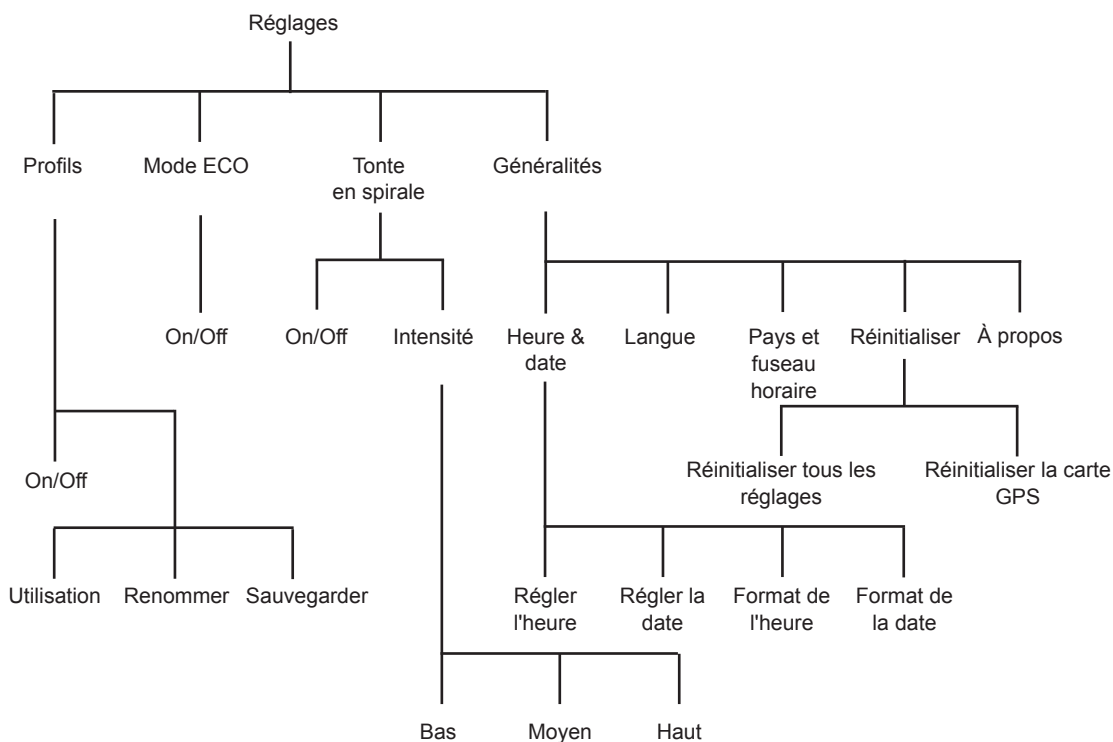 Réglages
Profils
Mode ECO
Tonte
en spirale
Généralités
On/Off
On/Off
Intensité
Heure &
date
Langue
Pays et
fuseau
horaire
Réinitialiser
À propos
On/Off
Réinitialiser tous les
réglages
Réinitialiser la carte
GPS
Utilisation
Renommer
Sauvegarder
Régler
l'heure
Régler la
date
Format de
l'heure
Format de
la date
Bas
Moyen
Haut